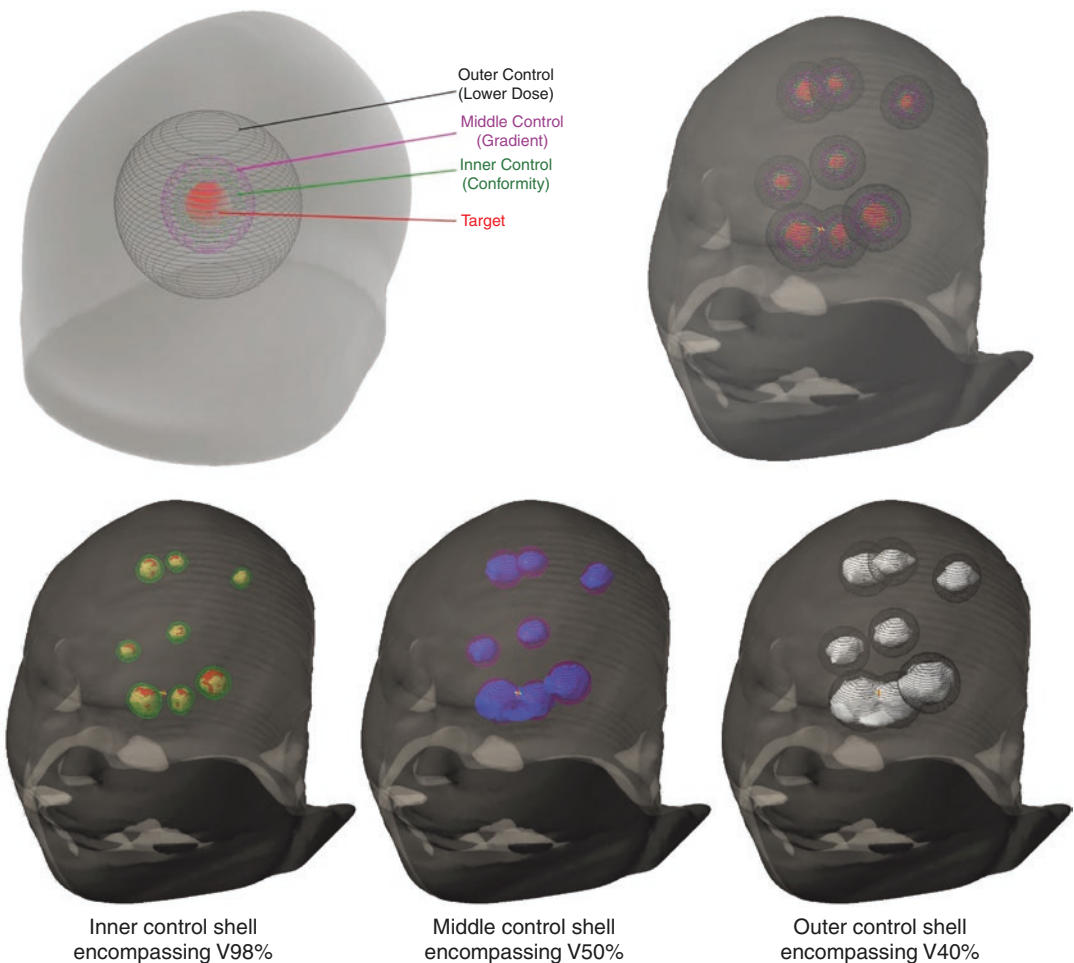 Outer Control
(Lower Dose)
Middle Control
(Gradient)
Inner Control
(Conformity)
Target
Inner control shell
encompassing V98%
Middle control shell
encompassing V50%
Outer control shell
encompassing V40%